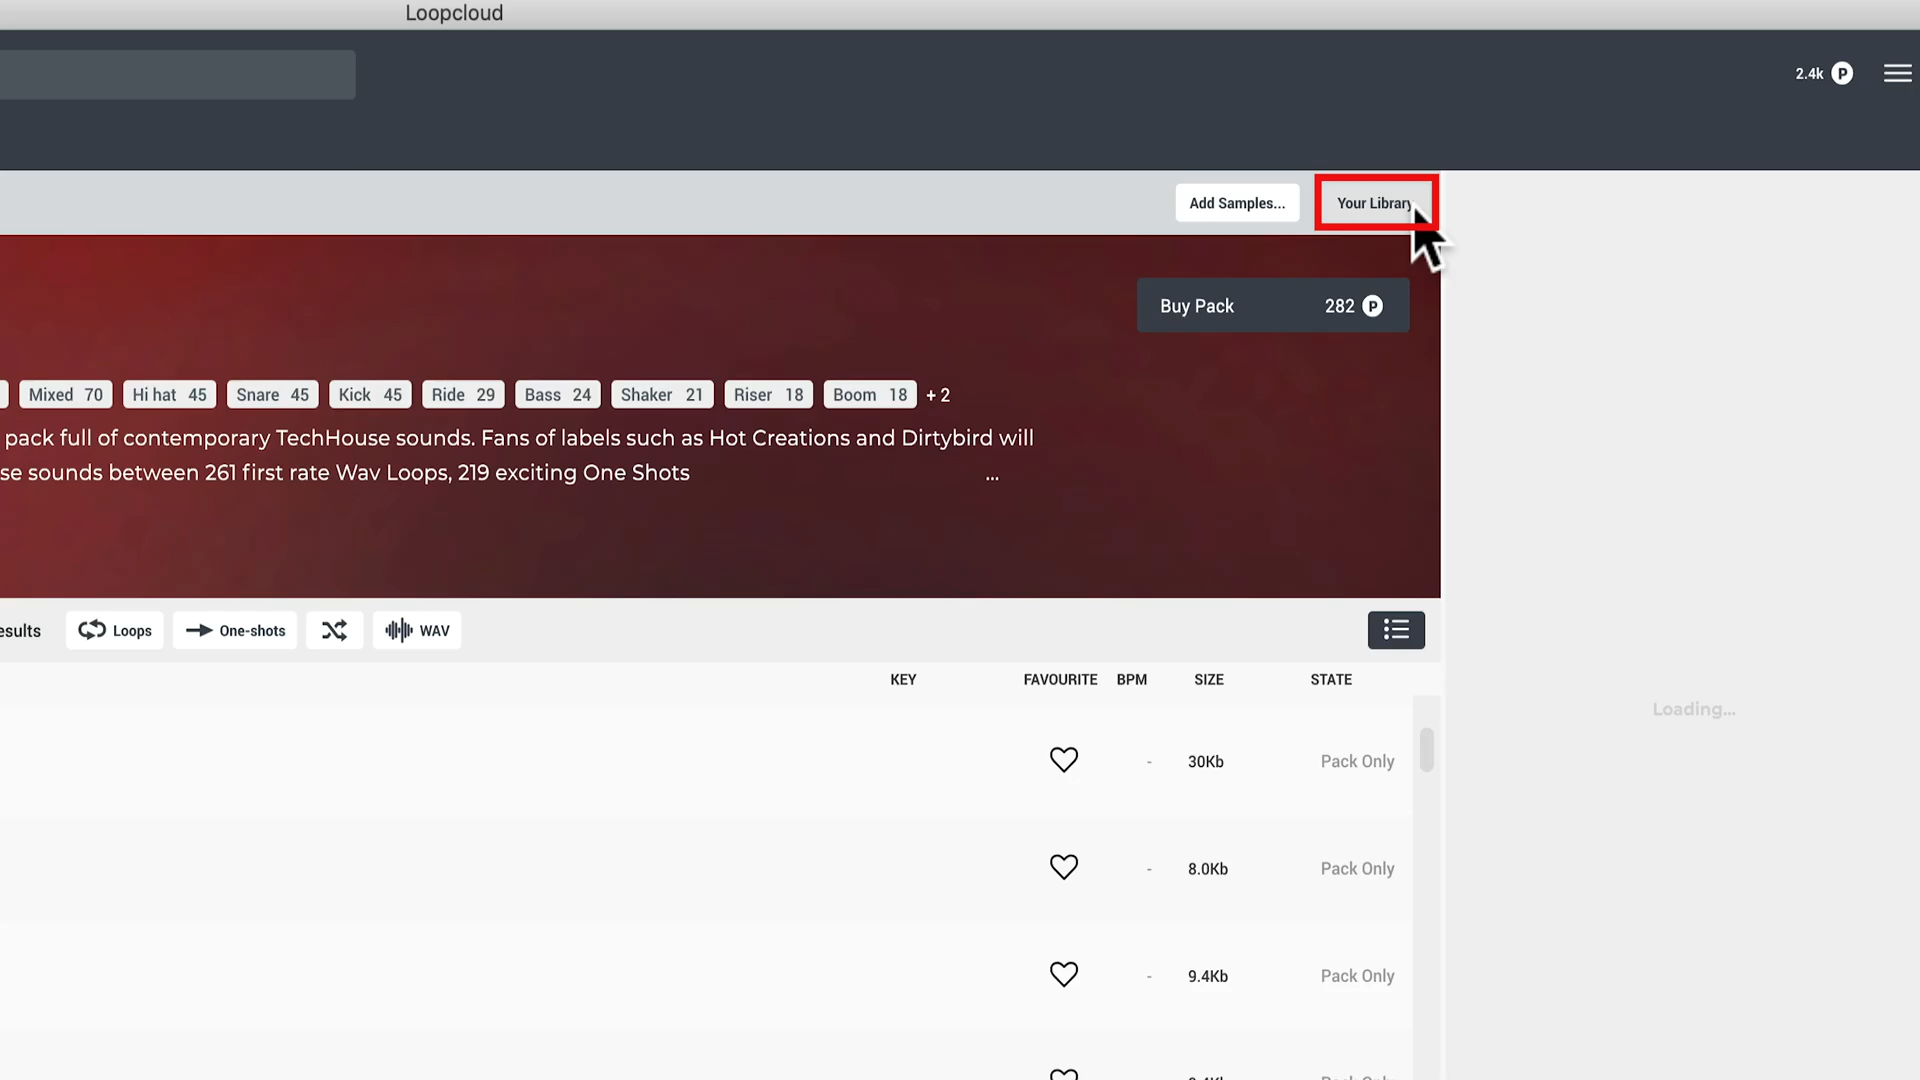 Loopcloud
2.4k P
Add Samples...
Your Library
Buy Pack 282 P
Mixed 70 Hi hat 45 Snare 45 Kick 45 Ride 29 Bass 24 Shaker 21 Riser 18 Boom 18 + 2
pack full of contemporary TechHouse sounds. Fans of labels such as Hot Creations and Dirtybird will
se sounds between 261 first rate Wav Loops, 219 exciting One Shots ...
esults Loops One-shots WAV
KEY FAVOURITE BPM SIZE STATE
- 30Kb Pack Only
Loading...
- 8.0Kb Pack Only
- 9.4Kb Pack Only